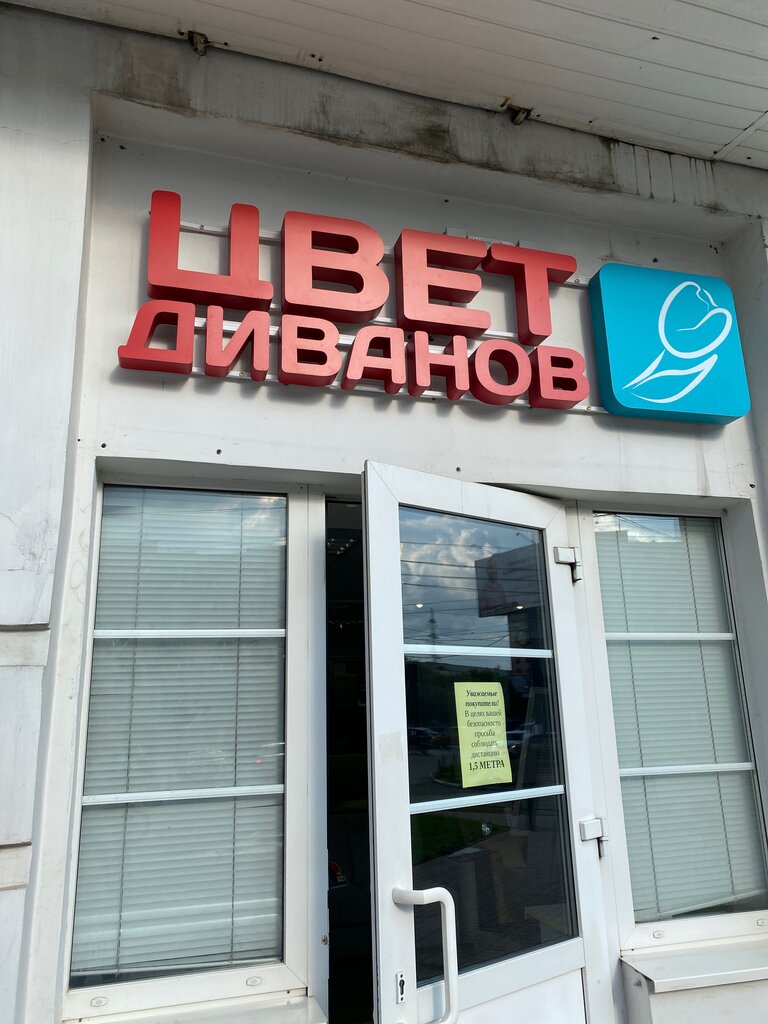 ЦВЕТ
ДИВАНОВ
Уважаемые
покупатели!
В целях вашей
безопасности
просьба
соблюдать
дистанцию
1,5 МЕТРА